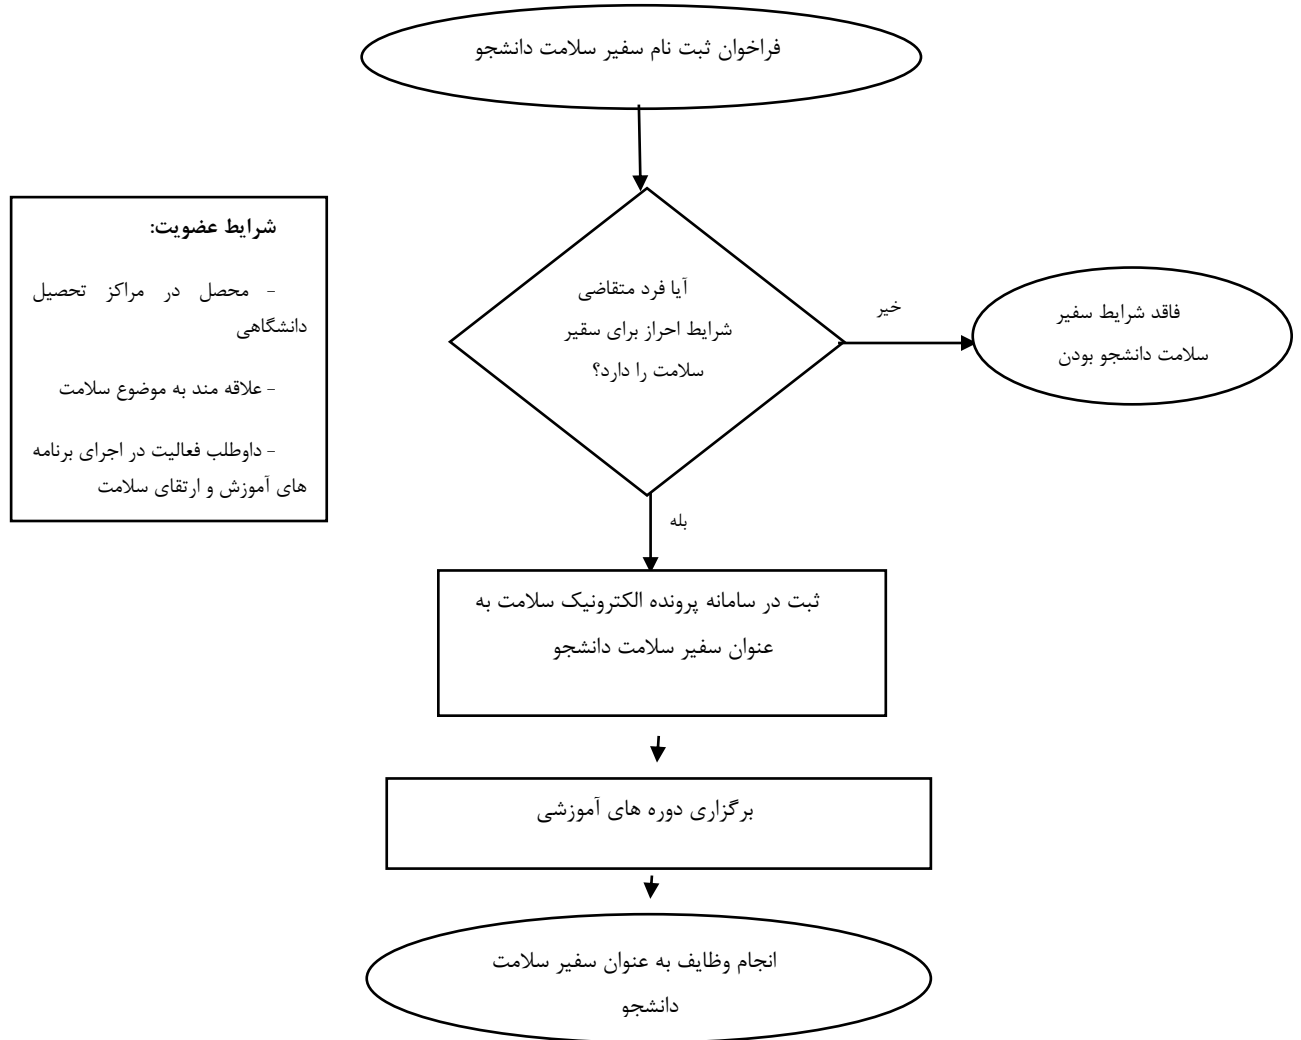 فراخوان ثبت نام سفیر سلامت دانشجو
شرایط عضویت:
- محصل در مراکز تحصیل
دانشگاهی
- علاقه مند به موضوع سلامت
- داوطلب فعالیت در اجرای برنامه
های آموزش و ارتقای سلامت
آیا فرد متقاضی
شرایط احراز برای سقیر
سلامت را دارد؟
خیر
فاقد شرایط سفیر
سلامت دانشجو بودن
بله
ثبت در سامانه پرونده الکترونیک سلامت به
عنوان سفیر سلامت دانشجو
برگزاری دوره های آموزشی
انجام وظایف به عنوان سفیر سلامت
دانشجو